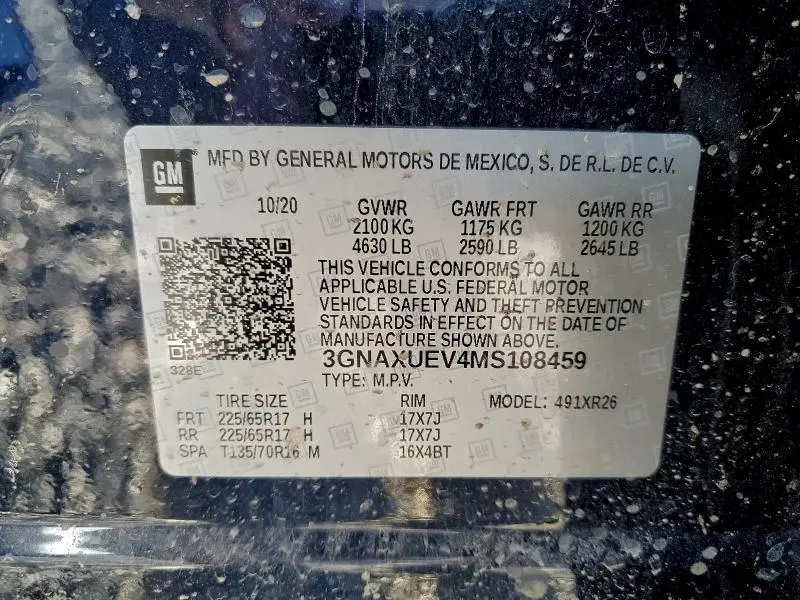 GM MFD BY GENERAL MOTORS DE MEXICO, S. DE R.L. DE C.V.
10/20 GVWR GAWR FRT GAWR RR
2100 KG 1175 KG 1200 KG
4630 LB 2590 LB 2645 LB
THIS VEHICLE CONFORMS TO ALL
APPLICABLE U.S. FEDERAL MOTOR
VEHICLE SAFETY AND THEFT PREVENTION
STANDARDS IN EFFECT ON THE DATE OF
MANUFACTURE SHOWN ABOVE.
3GNAXUEV4MS108459
328E
TYPE: M.P.V.
TIRE SIZE RIM MODEL: 491XR26
FRT 225/65R17 H 17X7J
RR 225/65R17 H 17X7J
SPA T135/70R16 M 16X4BT